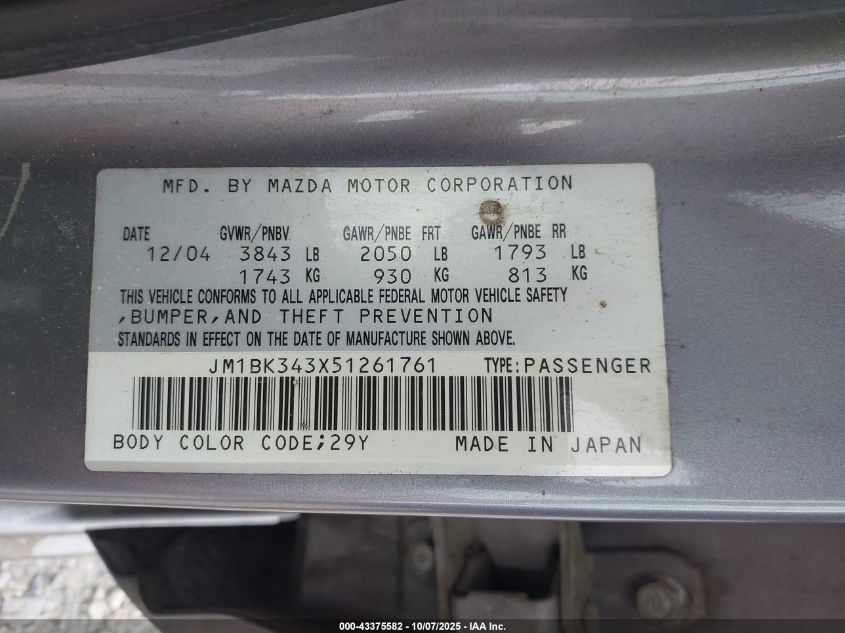 MFD. BY MAZDA MOTOR CORPORATION
DATE GVWR/PNBV GAWR/PNBE FRT GAWR/PNBE RR
12/04 3843 LB 2050 LB 1793 LB
1743 KG 930 KG 813 KG
THIS VEHICLE CONFORMS TO ALL APPLICABLE FEDERAL MOTOR VEHICLE SAFETY
,BUMPER,AND THEFT PREVENTION
STANDARDS IN EFFECT ON THE DATE OF MANUFACTURE SHOWN ABOVE.
JM1BK343X51261761 TYPE:PASSENGER
BODY COLOR CODE;29Y MADE IN JAPAN
000-43375582 - 10/07/2025 - IAA Inc.